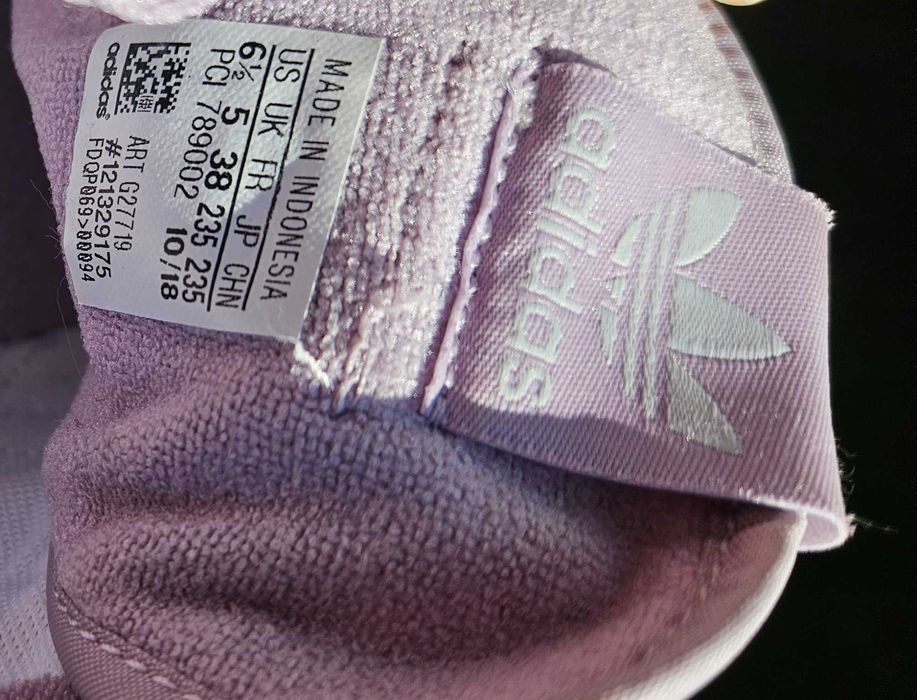 MADE IN INDONESIA
US UK FR JP CHN
6½ 5 38 235 235
PCI 789002 10/18
ART G27719
#121329175
FDQP069>00094
adidas®
adidas